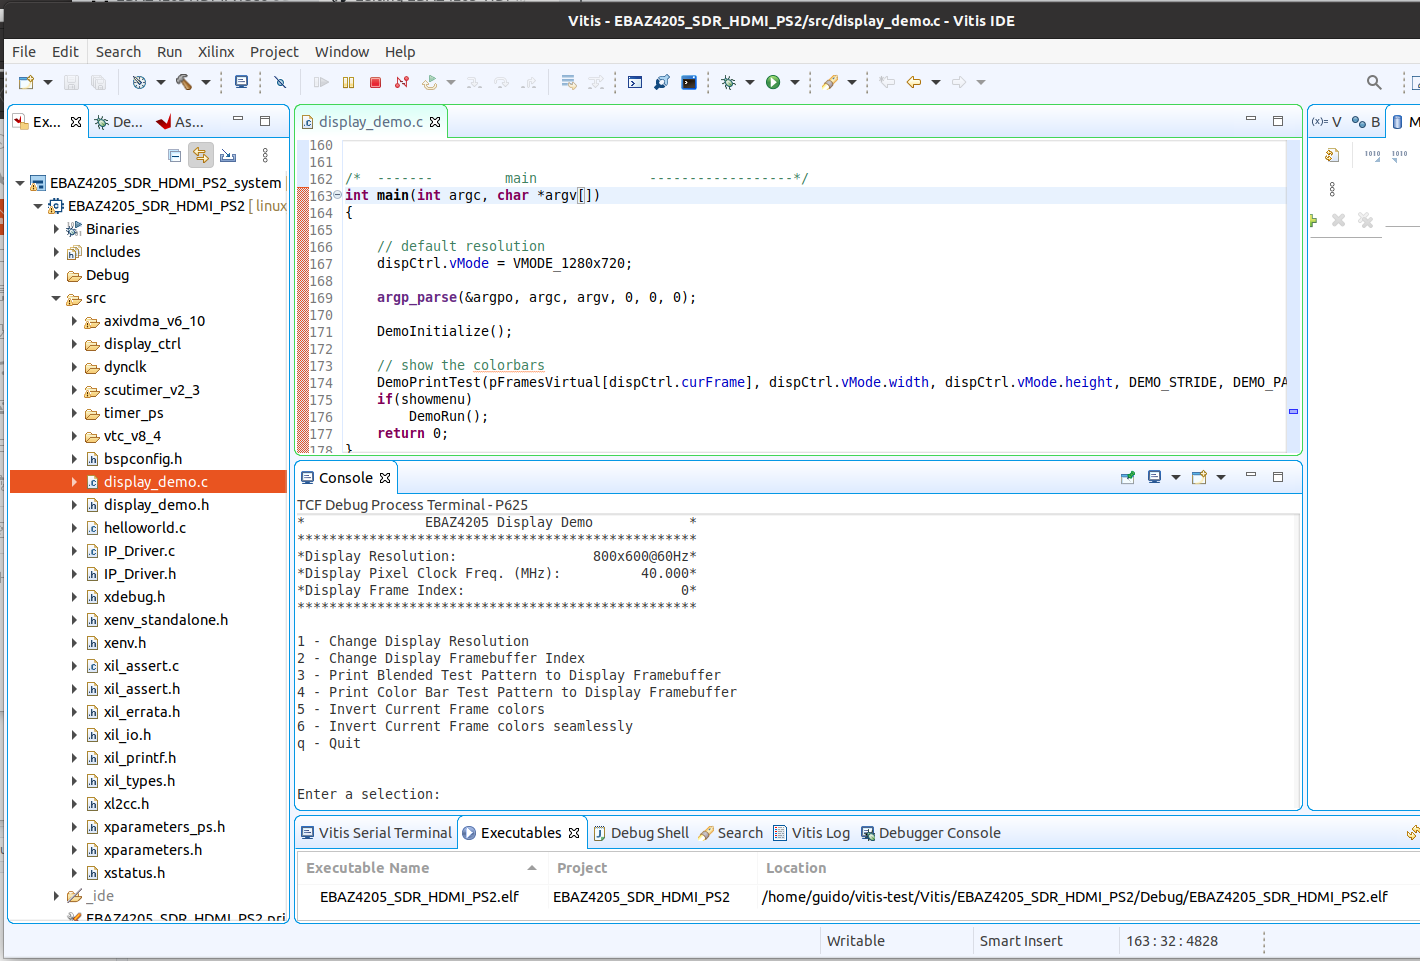 Vitis - EBAZ4205_SDR_HDMI_PS2/src/display_demo.c - Vitis IDE
File Edit Search Run Xilinx Project Window Help
Ex... De... As...
EBAZ4205_SDR_HDMI_PS2_system
EBAZ4205_SDR_HDMI_PS2 [ linux
Binaries
Includes
Debug
src
axivdma_v6_10
display_ctrl
dynclk
scutimer_v2_3
timer_ps
vtc_v8_4
bspconfig.h
display_demo.c
display_demo.h
helloworld.c
IP_Driver.c
IP_Driver.h
xdebug.h
xenv_standalone.h
xenv.h
xil_assert.c
xil_assert.h
xil_errata.h
xil_io.h
xil_printf.h
xil_types.h
xl2cc.h
xparameters_ps.h
xparameters.h
xstatus.h
_ide
EBAZ4205_SDR_HDMI_PS2.prj
display_demo.c
160
161
162 /* ------- main ------------------*/
163 int main(int argc, char *argv[])
164 {
165
166 // default resolution
167 dispCtrl.vMode = VMODE_1280x720;
168
169 argp_parse(&argpo, argc, argv, 0, 0, 0);
170
171 DemoInitialize();
172
173 // show the colorbars
174 DemoPrintTest(pFramesVirtual[dispCtrl.curFrame], dispCtrl.vMode.width, dispCtrl.vMode.height, DEMO_STRIDE, DEMO_PA
175 if(showmenu)
176 DemoRun();
177 return 0;
178 }
(x)= V B M
Console
TCF Debug Process Terminal - P625
* EBAZ4205 Display Demo *
**************************************************
*Display Resolution: 800x600@60Hz*
*Display Pixel Clock Freq. (MHz): 40.000*
*Display Frame Index: 0*
**************************************************
1 - Change Display Resolution
2 - Change Display Framebuffer Index
3 - Print Blended Test Pattern to Display Framebuffer
4 - Print Color Bar Test Pattern to Display Framebuffer
5 - Invert Current Frame colors
6 - Invert Current Frame colors seamlessly
q - Quit
Enter a selection:
Vitis Serial Terminal Executables Debug Shell Search Vitis Log Debugger Console
Executable Name Project Location
EBAZ4205_SDR_HDMI_PS2.elf EBAZ4205_SDR_HDMI_PS2 /home/guido/vitis-test/Vitis/EBAZ4205_SDR_HDMI_PS2/Debug/EBAZ4205_SDR_HDMI_PS2.elf
Writable Smart Insert 163 : 32 : 4828